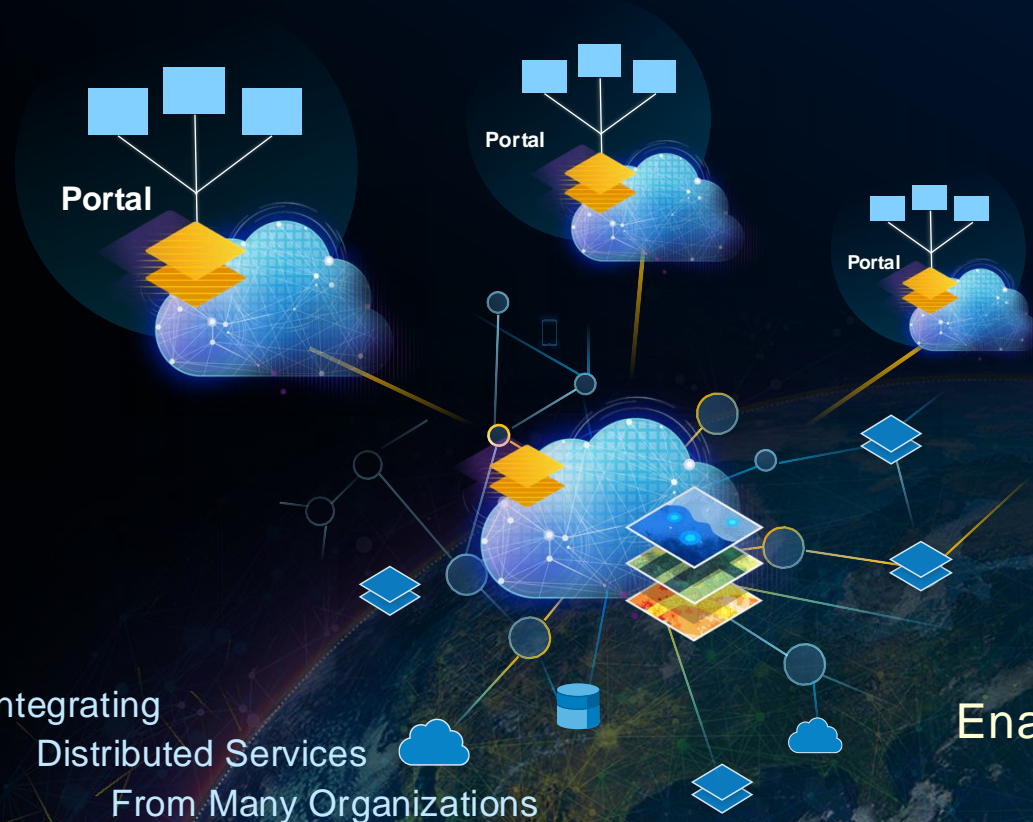 Portal
Portal
Portal
ntegrating
Distributed Services
From Many Organizations
Ena